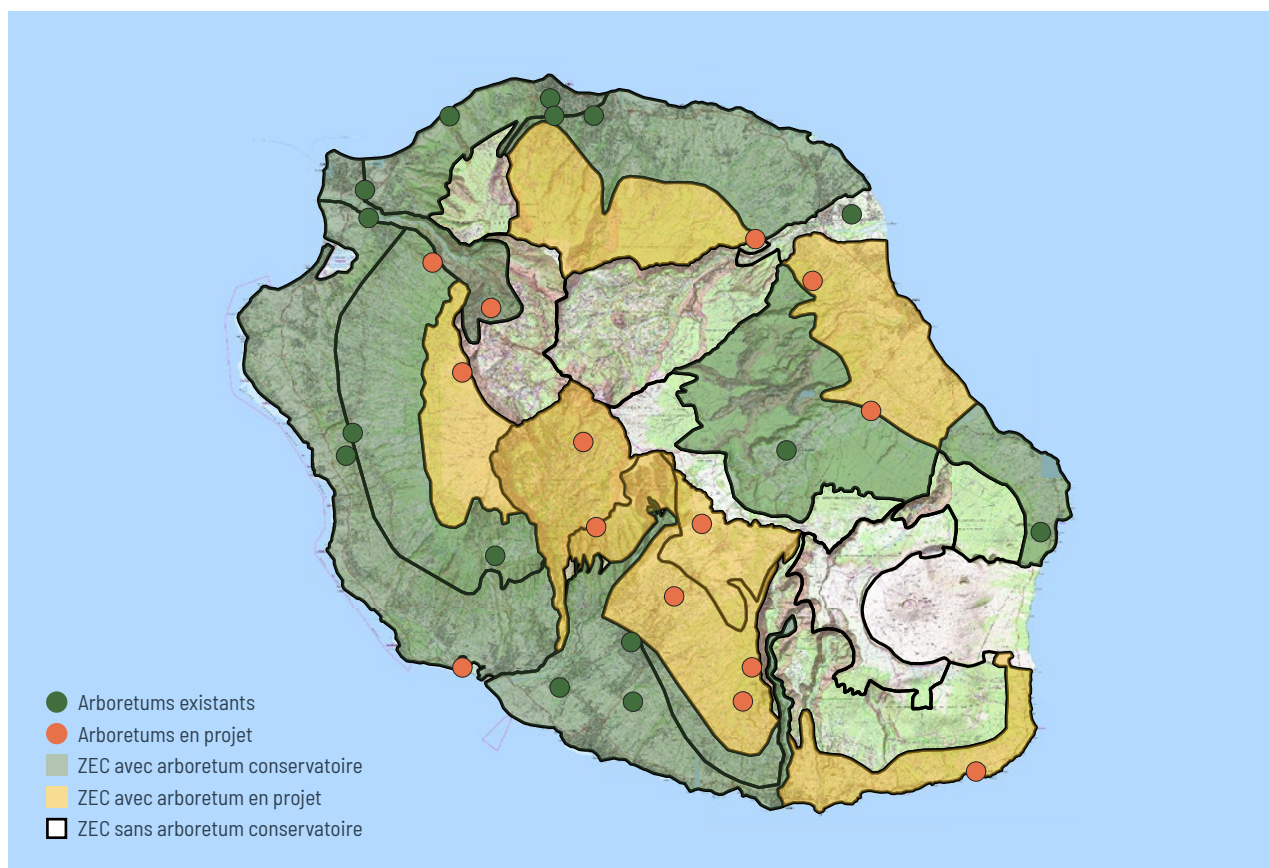 Arboretums existants
Arboretums en projet
ZEC avec arboretum conservatoire
ZEC avec arboretum en projet
ZEC sans arboretum conservatoire